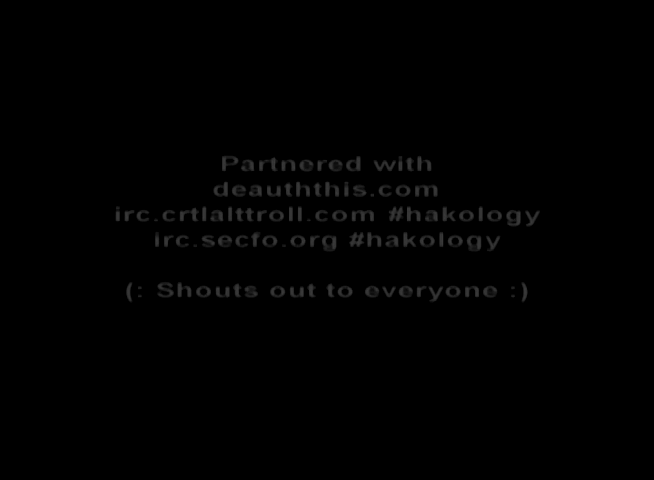 Partnered with
deauththis.com
irc.crtlalttroll.com #hakology
irc.secfo.org #hakology
(: Shouts out to everyone :)